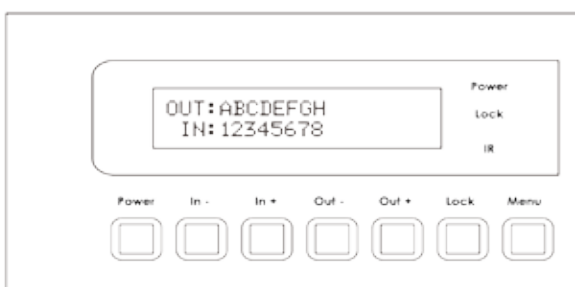 Power
OUT:ABCDEFGH
Lock
IN:12345678
IR
Power In - In + Out - Out + Lock Menu